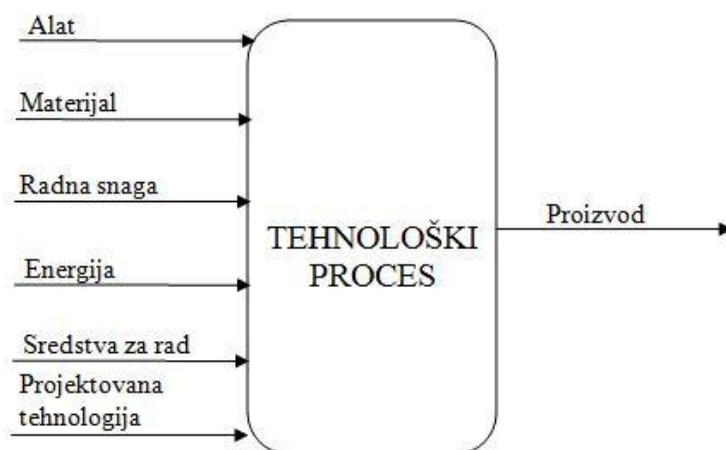 Alat
Materijal
Radna snaga
Energija
Sredstva za rad
Projektovana
tehnologija
TEHNOLOŠKI
PROCES
Proizvod